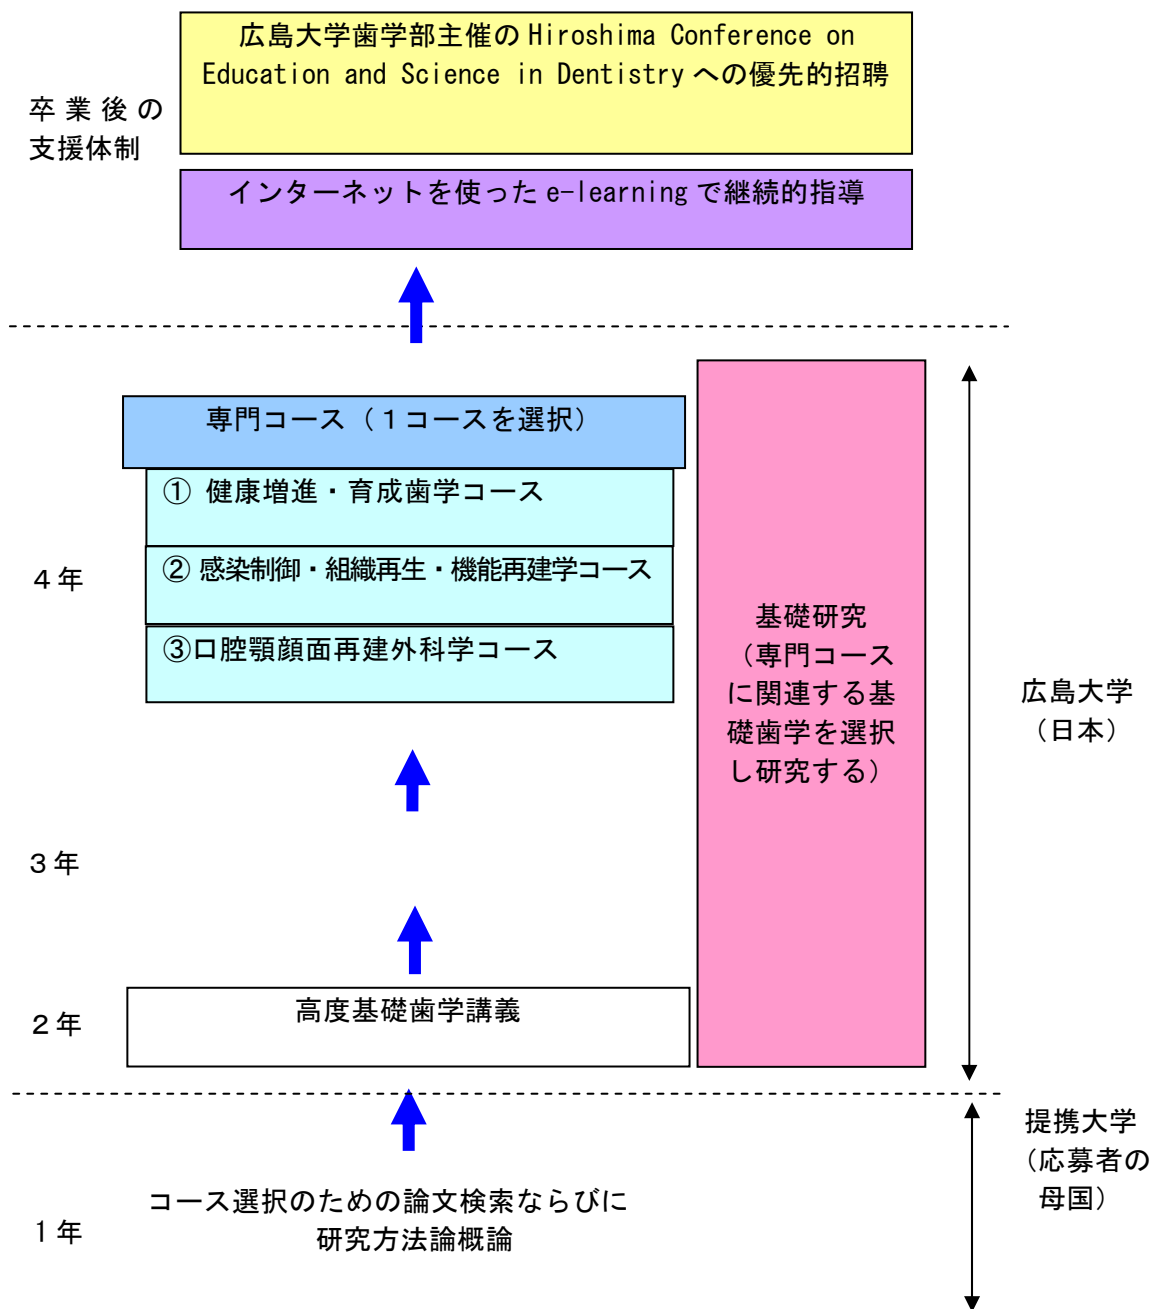 広島大学歯学部主催の Hiroshima Conference on
Education and Science in Dentistry への優先的招聘
卒業後の
支援体制
インターネットを使った e-learning で継続的指導
専門コース（１コースを選択）
① 健康増進・育成歯学コース
② 感染制御・組織再生・機能再建学コース
③口腔顎顔面再建外科学コース
４年
基礎研究
（専門コース
に関連する基
礎歯学を選択
し研究する）
広島大学
（日本）
３年
高度基礎歯学講義
２年
提携大学
（応募者の
母国）
コース選択のための論文検索ならびに
研究方法論概論
1 年